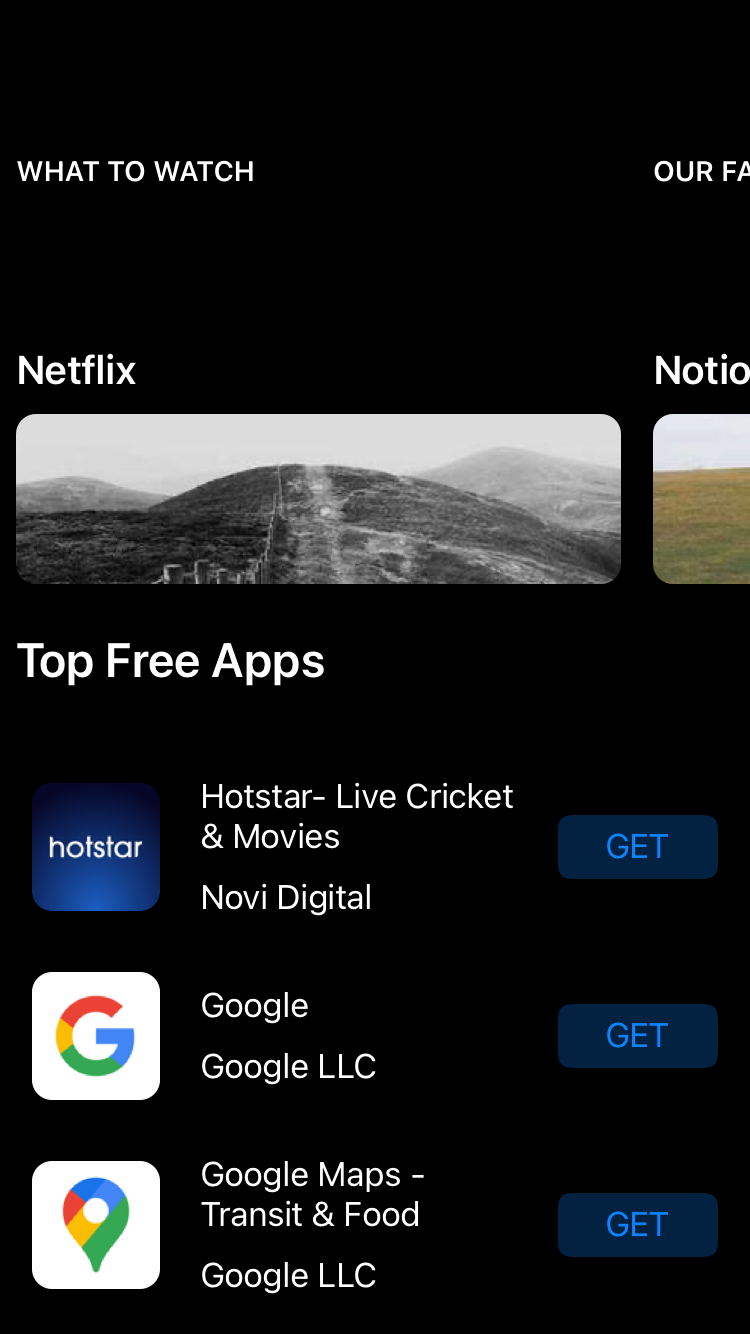 WHAT TO WATCH
OUR FA
Netflix
Notio
Top Free Apps
hotstar
Hotstar- Live Cricket
& Movies
Novi Digital
GET
Google
Google LLC
GET
Google Maps -
Transit & Food
Google LLC
GET